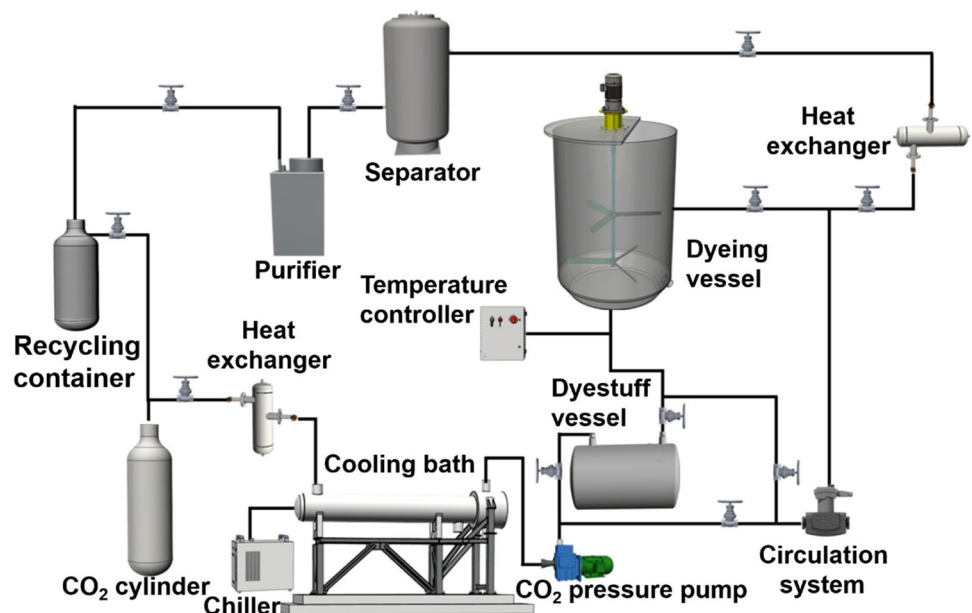 Separator
Heat
exchanger
Purifier
Dyeing
vessel
Temperature
controller
Recycling
container
Heat
exchanger
Dyestuff
vessel
Cooling bath
CO₂ cylinder
Chiller
CO₂ pressure pump
Circulation
system